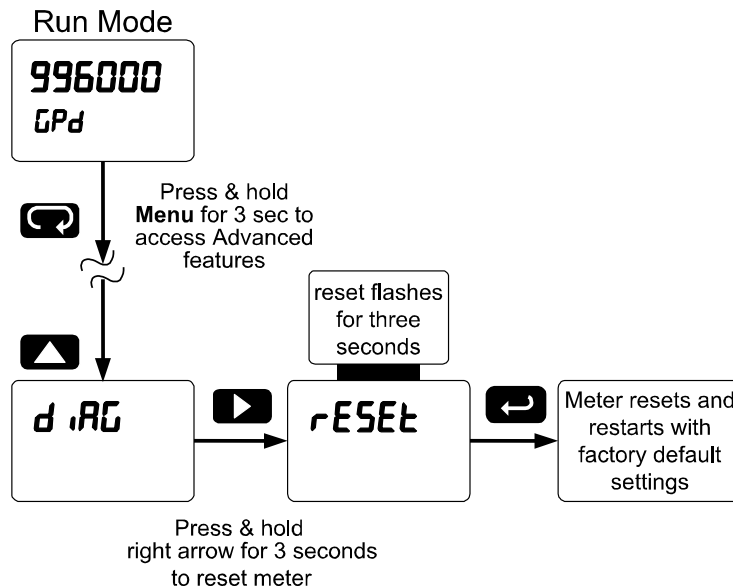 Run Mode
996000
GPd
Press & hold
Menu for 3 sec to
access Advanced
features
reset flashes
for three
seconds
diAG
rESEt
Meter resets and
restarts with
factory default
settings
Press & hold
right arrow for 3 seconds
to reset meter